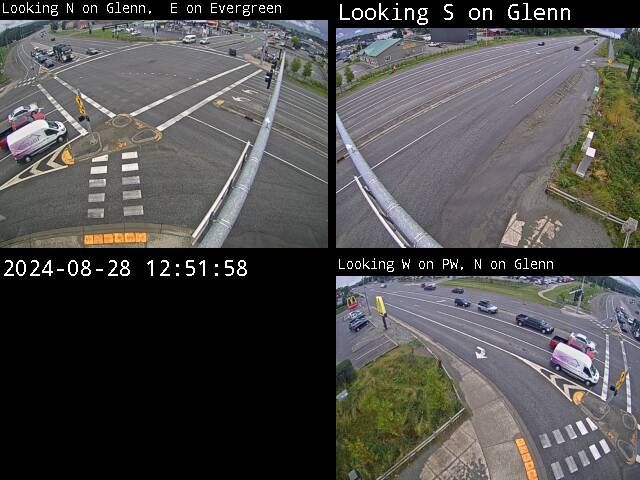 Looking N on Glenn,  E on Evergreen
Looking S on Glenn
2024-08-28 12:51:58
Looking W on PW, N on Glenn